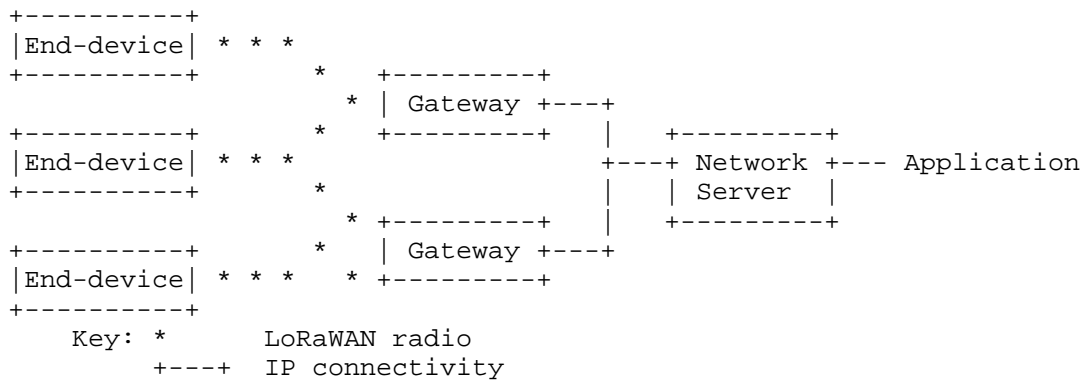 +----------+
|End-device| * * *
+----------+       *   +---------+
                     * | Gateway +---+
+----------+       *   +---------+   |   +---------+
|End-device| * * *                   +---+ Network +--- Application
+----------+       *                 |   | Server  |
                     * +---------+   |   +---------+
+----------+       *   | Gateway +---+
|End-device| * * *   * +---------+
+----------+
    Key: *      LoRaWAN radio
         +---+  IP connectivity